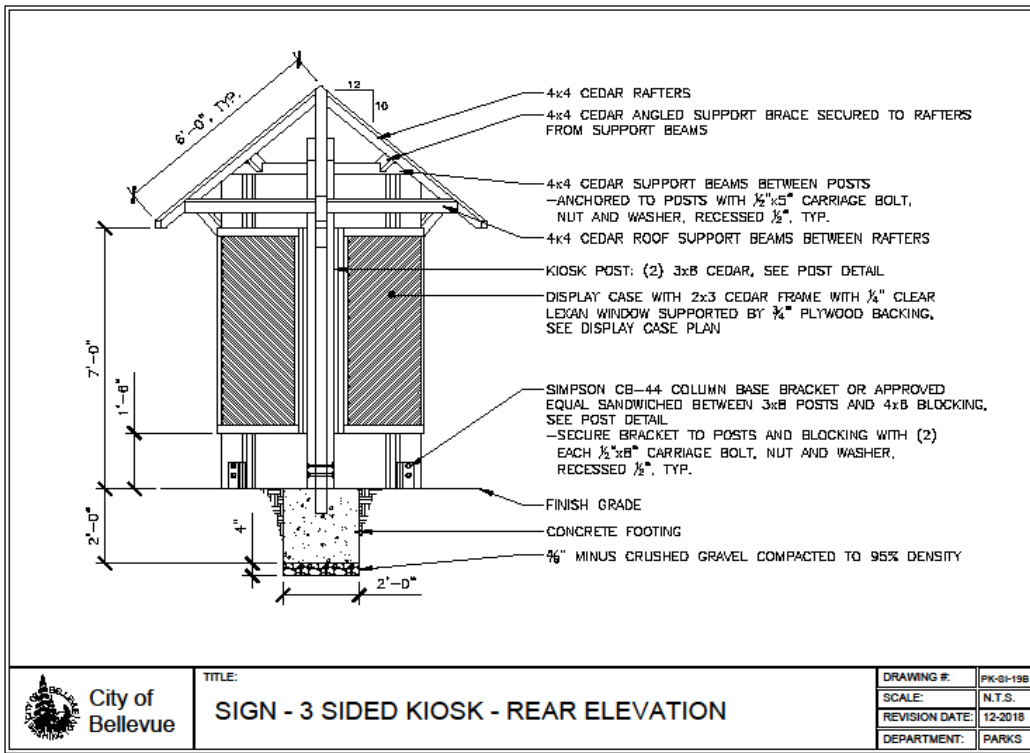 12
10
6'-0", TYP.
4x4 CEDAR RAFTERS
4x4 CEDAR ANGLED SUPPORT BRACE SECURED TO RAFTERS
FROM SUPPORT BEAMS
4x4 CEDAR SUPPORT BEAMS BETWEEN POSTS
-ANCHORED TO POSTS WITH ½"x5" CARRIAGE BOLT,
NUT AND WASHER, RECESSED ½", TYP.
4x4 CEDAR ROOF SUPPORT BEAMS BETWEEN RAFTERS
KIOSK POST: (2) 3x8 CEDAR, SEE POST DETAIL
DISPLAY CASE WITH 2x3 CEDAR FRAME WITH ¼" CLEAR
LEXAN WINDOW SUPPORTED BY ¾" PLYWOOD BACKING,
SEE DISPLAY CASE PLAN
7'-0"
1'-6"
SIMPSON CB-44 COLUMN BASE BRACKET OR APPROVED
EQUAL SANDWICHED BETWEEN 3x8 POSTS AND 4x8 BLOCKING,
SEE POST DETAIL
-SECURE BRACKET TO POSTS AND BLOCKING WITH (2)
EACH ½"x8" CARRIAGE BOLT, NUT AND WASHER,
RECESSED ½", TYP.
FINISH GRADE
2'-0"
4"
CONCRETE FOOTING
MINUS CRUSHED GRAVEL COMPACTED TO 95% DENSITY
2'-0"
City of
Bellevue
TITLE:
SIGN - 3 SIDED KIOSK - REAR ELEVATION
DRAWING #: PK-SI-19B
SCALE: N.T.S.
REVISION DATE: 12-2018
DEPARTMENT: PARKS